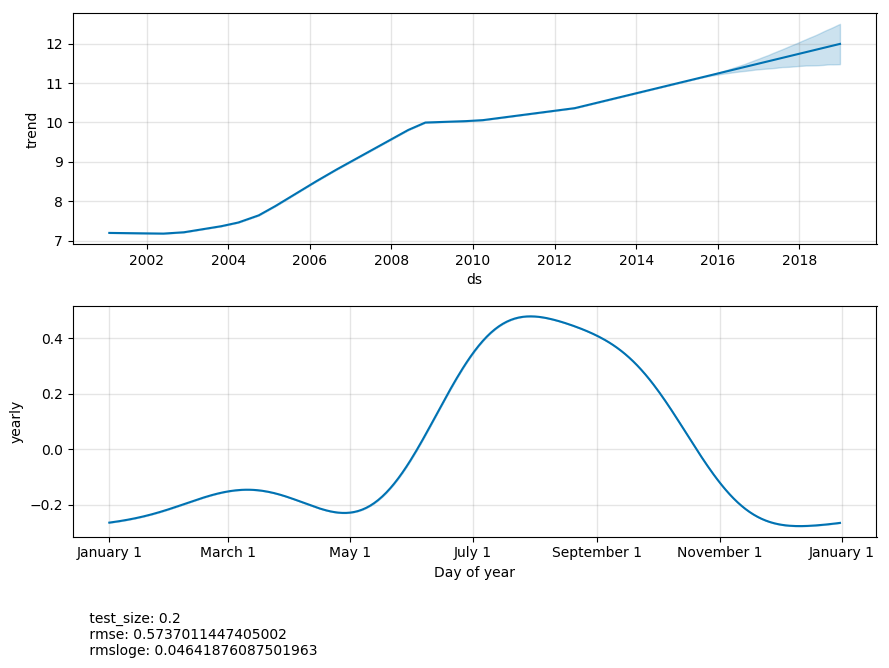 12
11
10
9
8
7
trend
2002 2004 2006 2008 2010 2012 2014 2016 2018
ds
0.4
0.2
0.0
−0.2
yearly
January 1 March 1 May 1 July 1 September 1 November 1 January 1
Day of year
test_size: 0.2
rmse: 0.5737011447405002
rmsloge: 0.04641876087501963